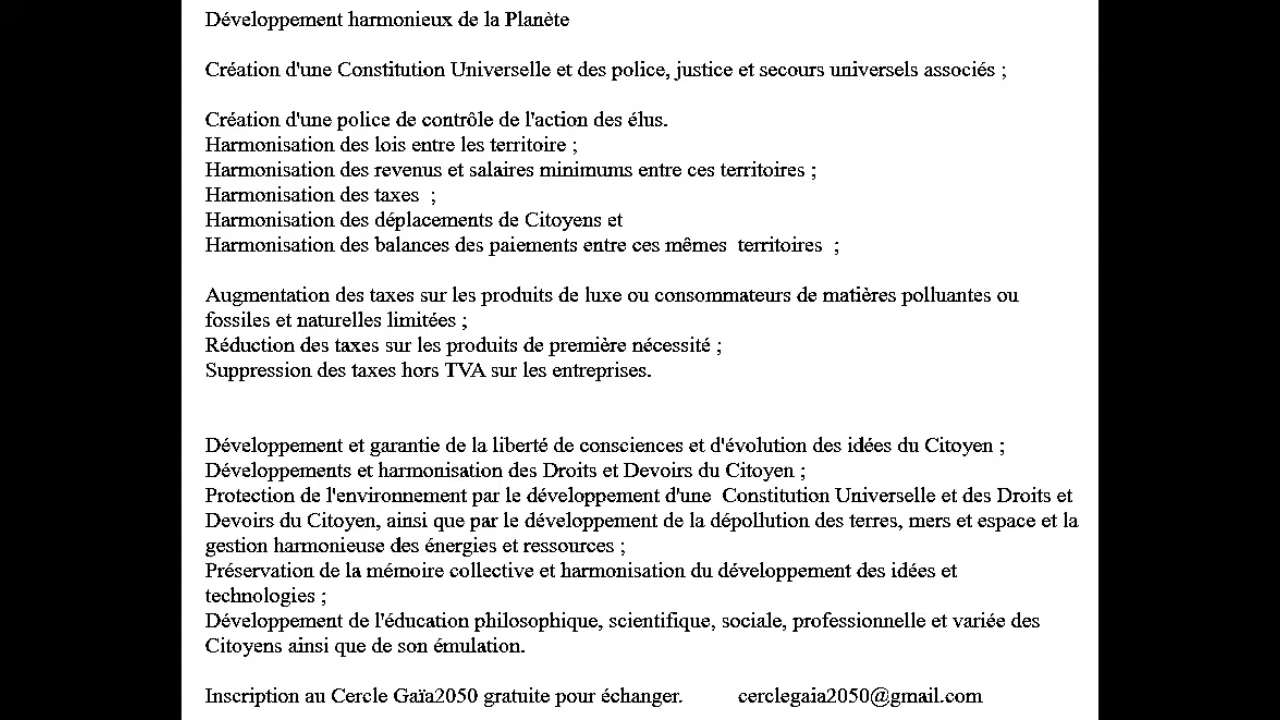 Développement harmonieux de la Planète
Création d'une Constitution Universelle et des police, justice et secours universels associés ;
Création d'une police de contrôle de l'action des élus.
Harmonisation des lois entre les territoire ;
Harmonisation des revenus et salaires minimums entre ces territoires ;
Harmonisation des taxes  ;
Harmonisation des déplacements de Citoyens et
Harmonisation des balances des paiements entre ces mêmes  territoires  ;
Augmentation des taxes sur les produits de luxe ou consommateurs de matières polluantes ou
fossiles et naturelles limitées ;
Réduction des taxes sur les produits de première nécessité ;
Suppression des taxes hors TVA sur les entreprises.
Développement et garantie de la liberté de consciences et d'évolution des idées du Citoyen ;
Développements et harmonisation des Droits et Devoirs du Citoyen ;
Protection de l'environnement par le développement d'une  Constitution Universelle et des Droits et
Devoirs du Citoyen, ainsi que par le développement de la dépollution des terres, mers et espace et la
gestion harmonieuse des énergies et ressources ;
Préservation de la mémoire collective et harmonisation du développement des idées et
technologies ;
Développement de l'éducation philosophique, scientifique, sociale, professionnelle et variée des
Citoyens ainsi que de son émulation.
Inscription au Cercle Gaïa2050 gratuite pour échanger.        cerclegaia2050@gmail.com